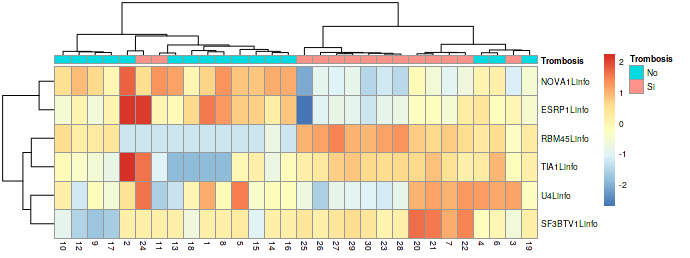 Trombosis
NOVA1Linfo
ESRP1Linfo
RBM45Linfo
TIA1Linfo
U4Linfo
SF3BTV1Linfo
10 12 9 17 2 24 11 13 18 1 8 5 15 14 16 25 26 27 29 30 23 28 20 21 7 22 4 6 3 19
2
1
0
-1
-2
Trombosis
No
Si